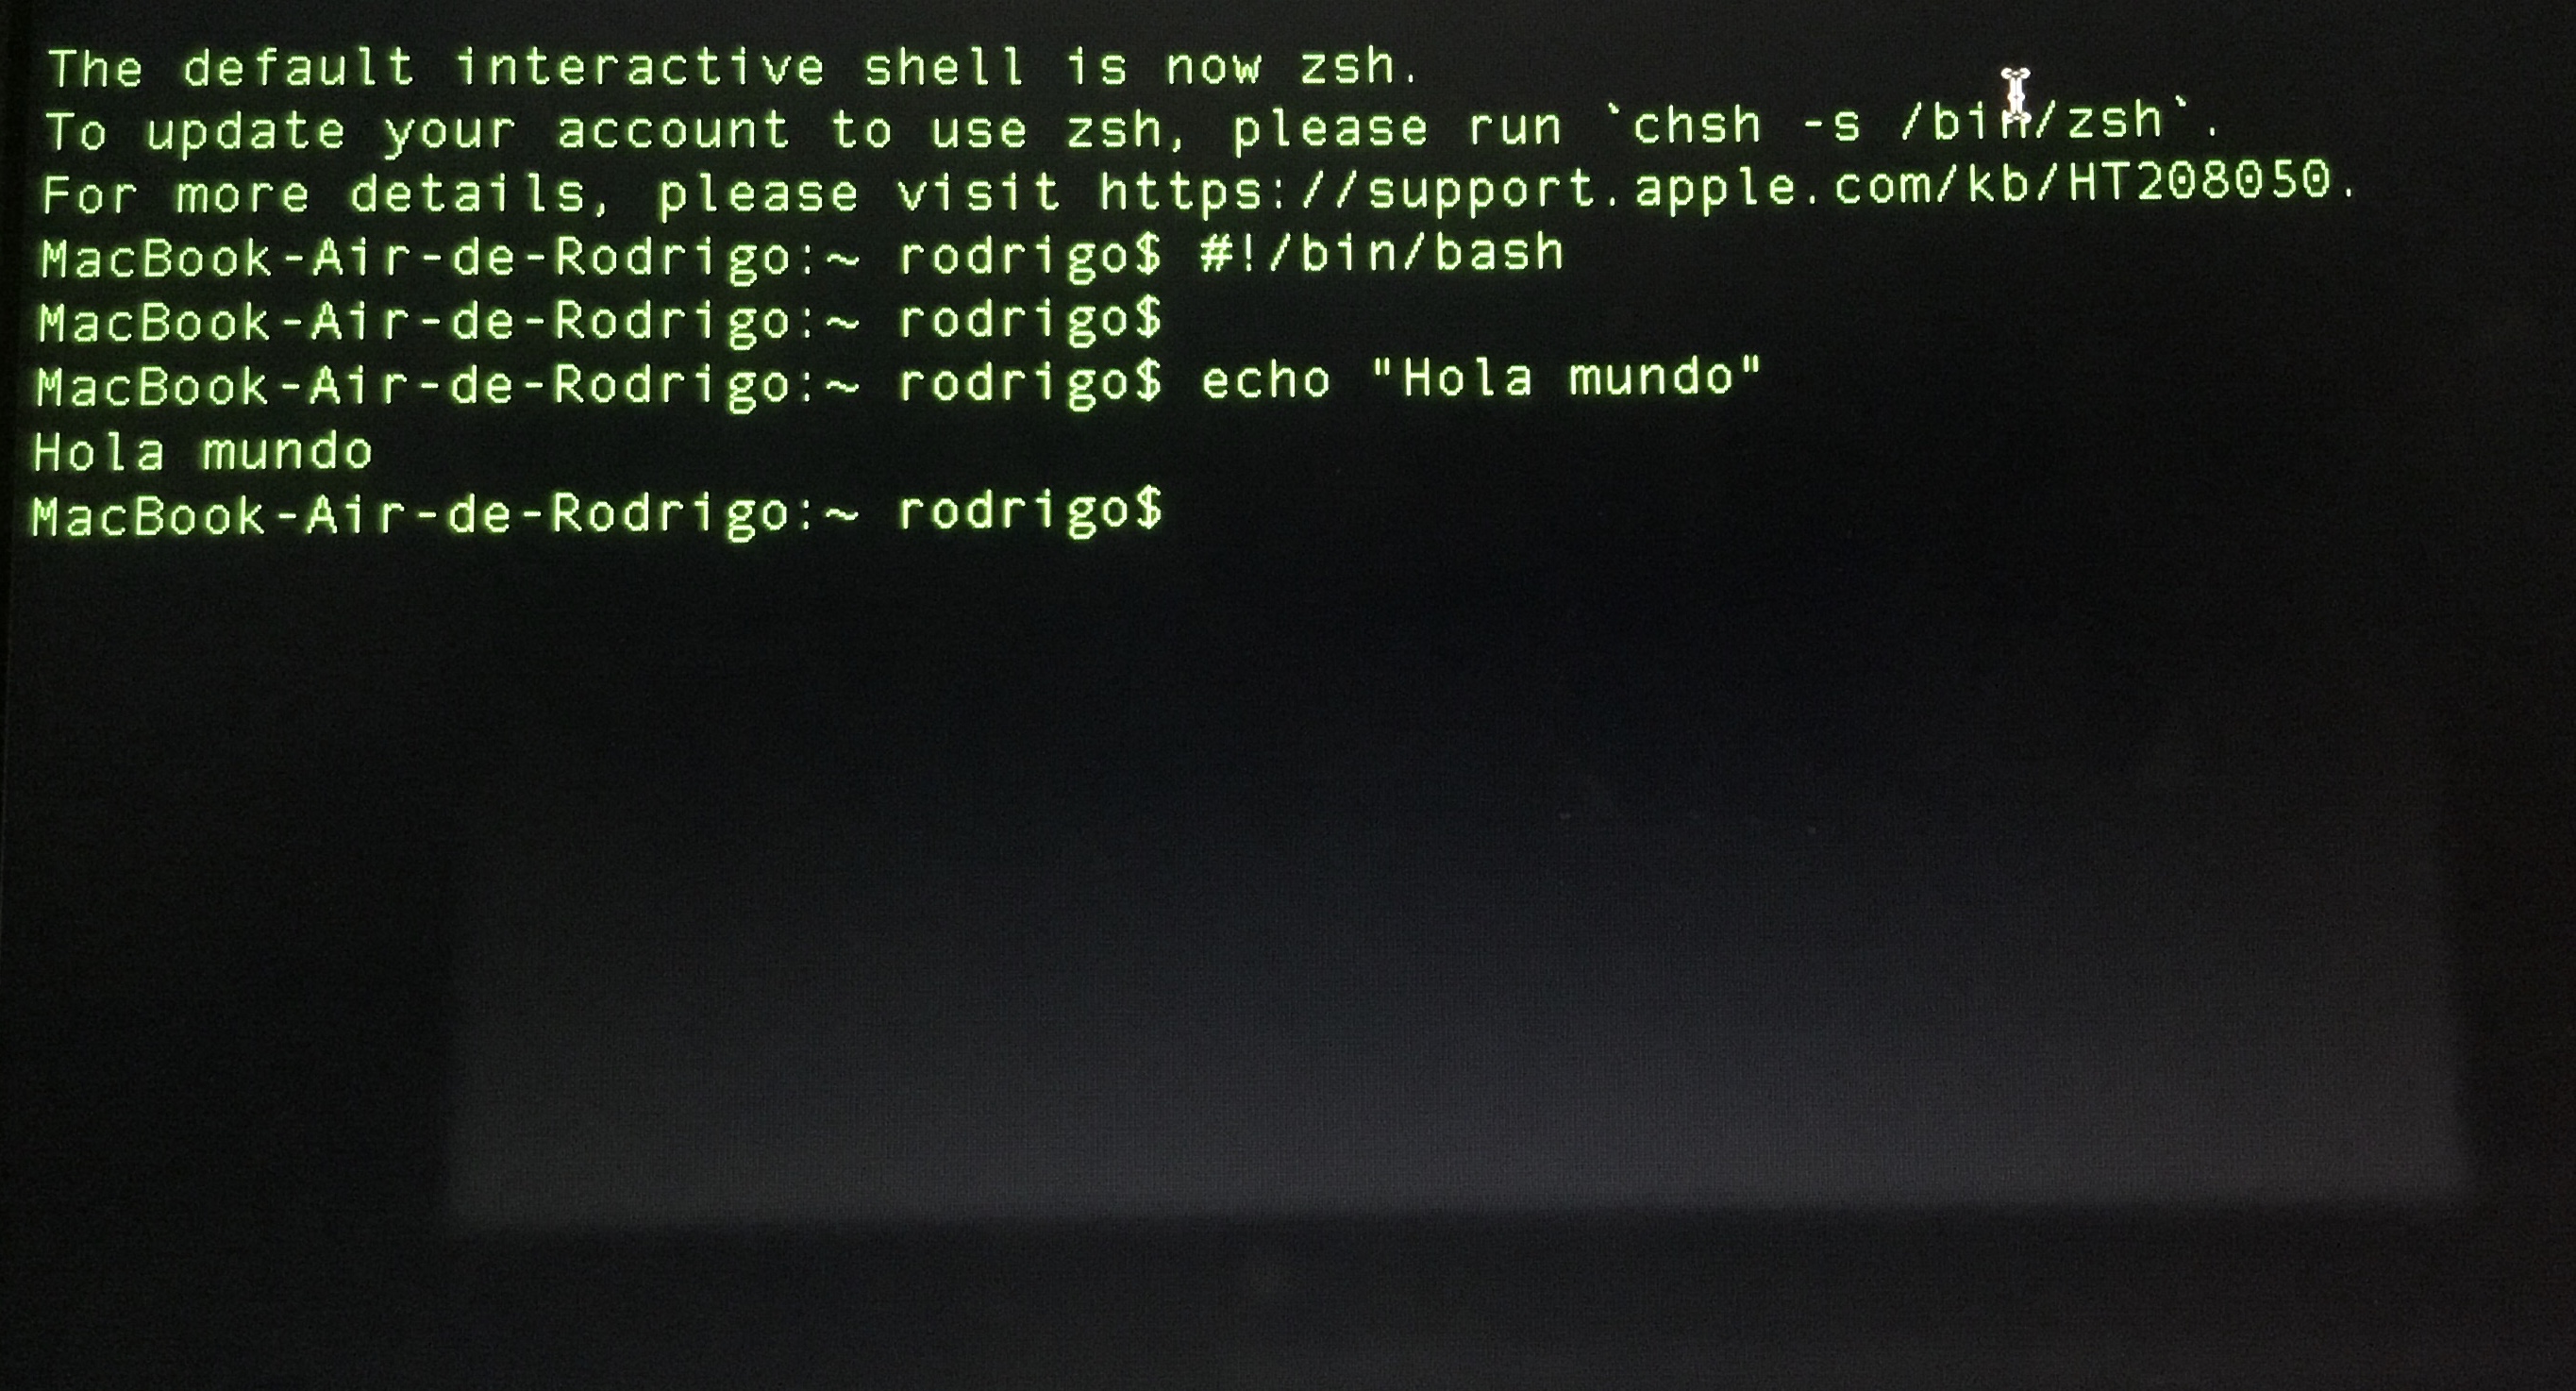 The default interactive shell is now zsh.
To update your account to use zsh, please run `chsh -s /bin/zsh`.
For more details, please visit https://support.apple.com/kb/HT208050.
MacBook-Air-de-Rodrigo:~ rodrigo$ #!/bin/bash
MacBook-Air-de-Rodrigo:~ rodrigo$
MacBook-Air-de-Rodrigo:~ rodrigo$ echo "Hola mundo"
Hola mundo
MacBook-Air-de-Rodrigo:~ rodrigo$